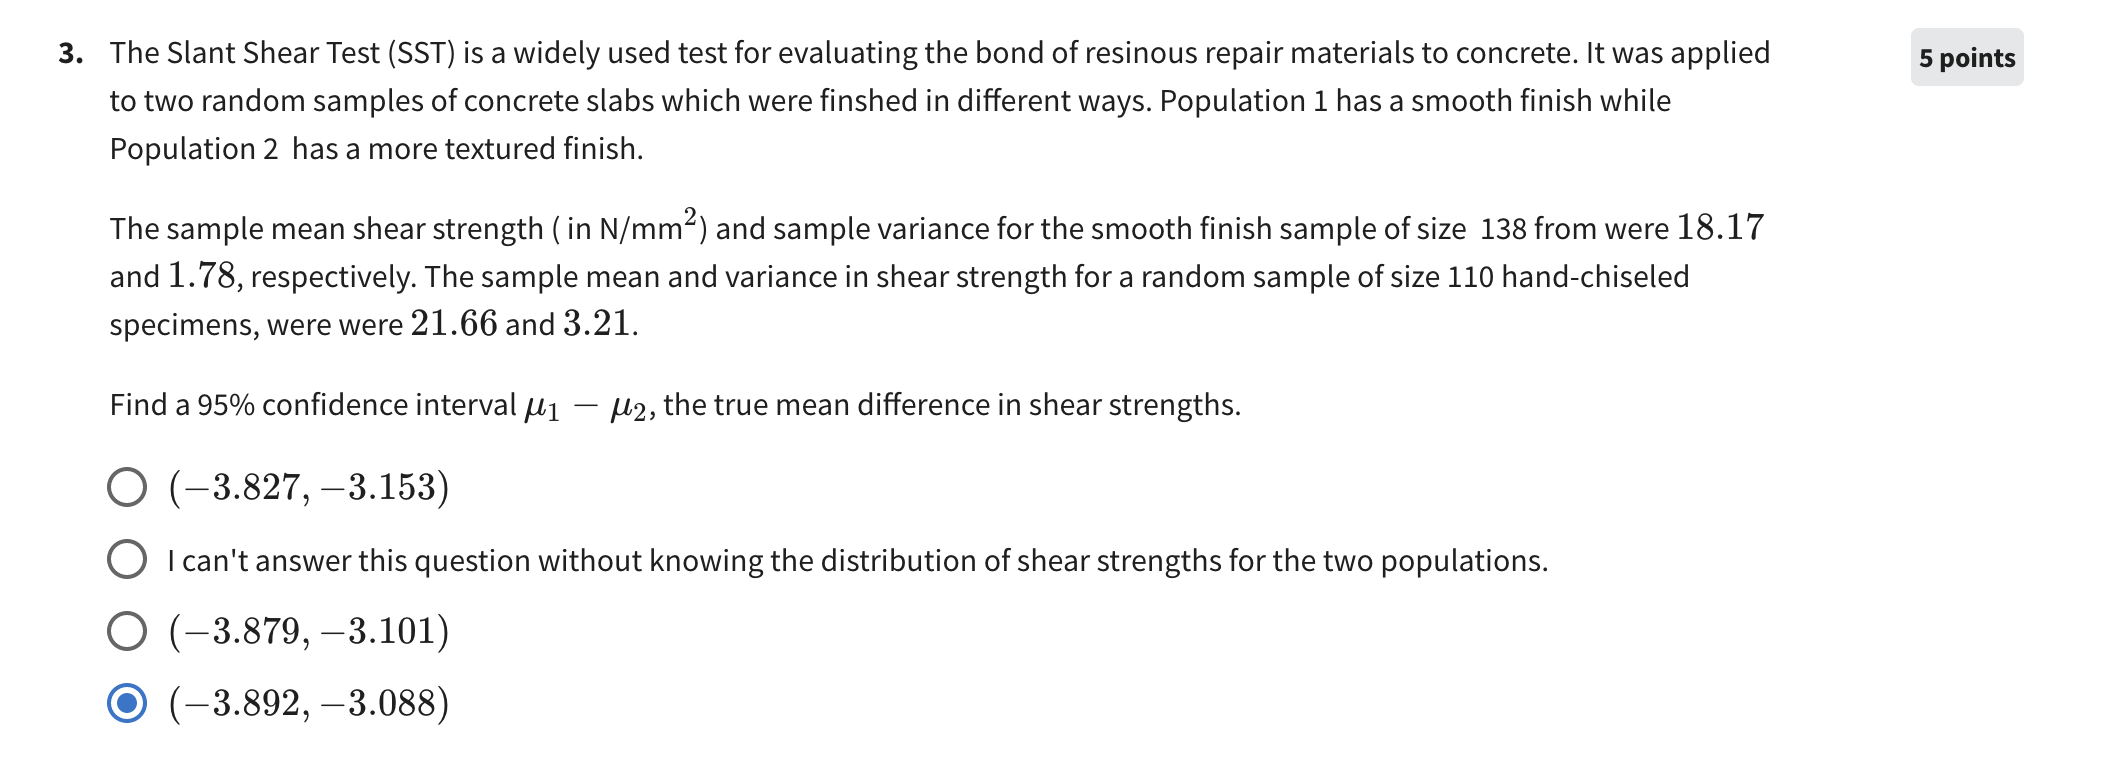 3. The Slant Shear Test (SST) is a widely used test for evaluating the bond of resinous repair materials to concrete. It was applied
5 points
to two random samples of concrete slabs which were finshed in different ways. Population 1 has a smooth finish while
Population 2 has a more textured finish.
The sample mean shear strength ( in N/mm²) and sample variance for the smooth finish sample of size 138 from were 18.17
and 1.78, respectively. The sample mean and variance in shear strength for a random sample of size 110 hand-chiseled
specimens, were were 21.66 and 3.21.
Find a 95% confidence interval μ₁ − μ₂, the true mean difference in shear strengths.
(−3.827, −3.153)
I can't answer this question without knowing the distribution of shear strengths for the two populations.
(−3.879, −3.101)
(−3.892, −3.088)